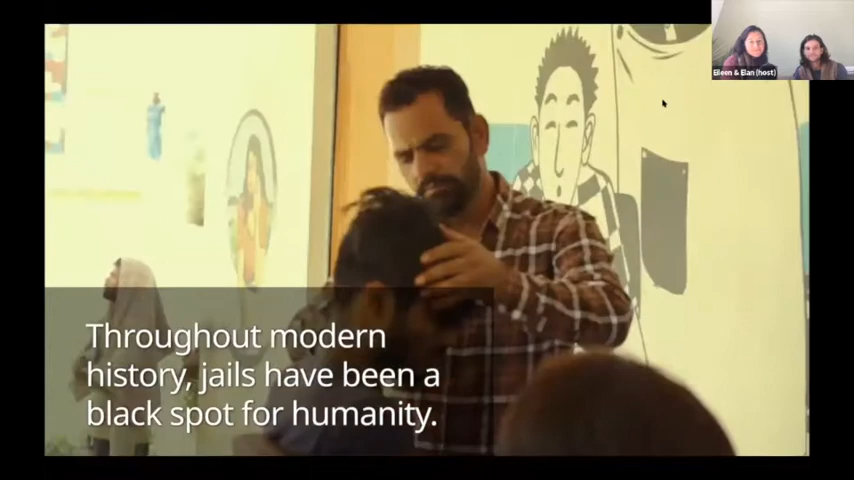 Eileen & Elan (host)
Throughout modern
history, jails have been a
black spot for humanity.